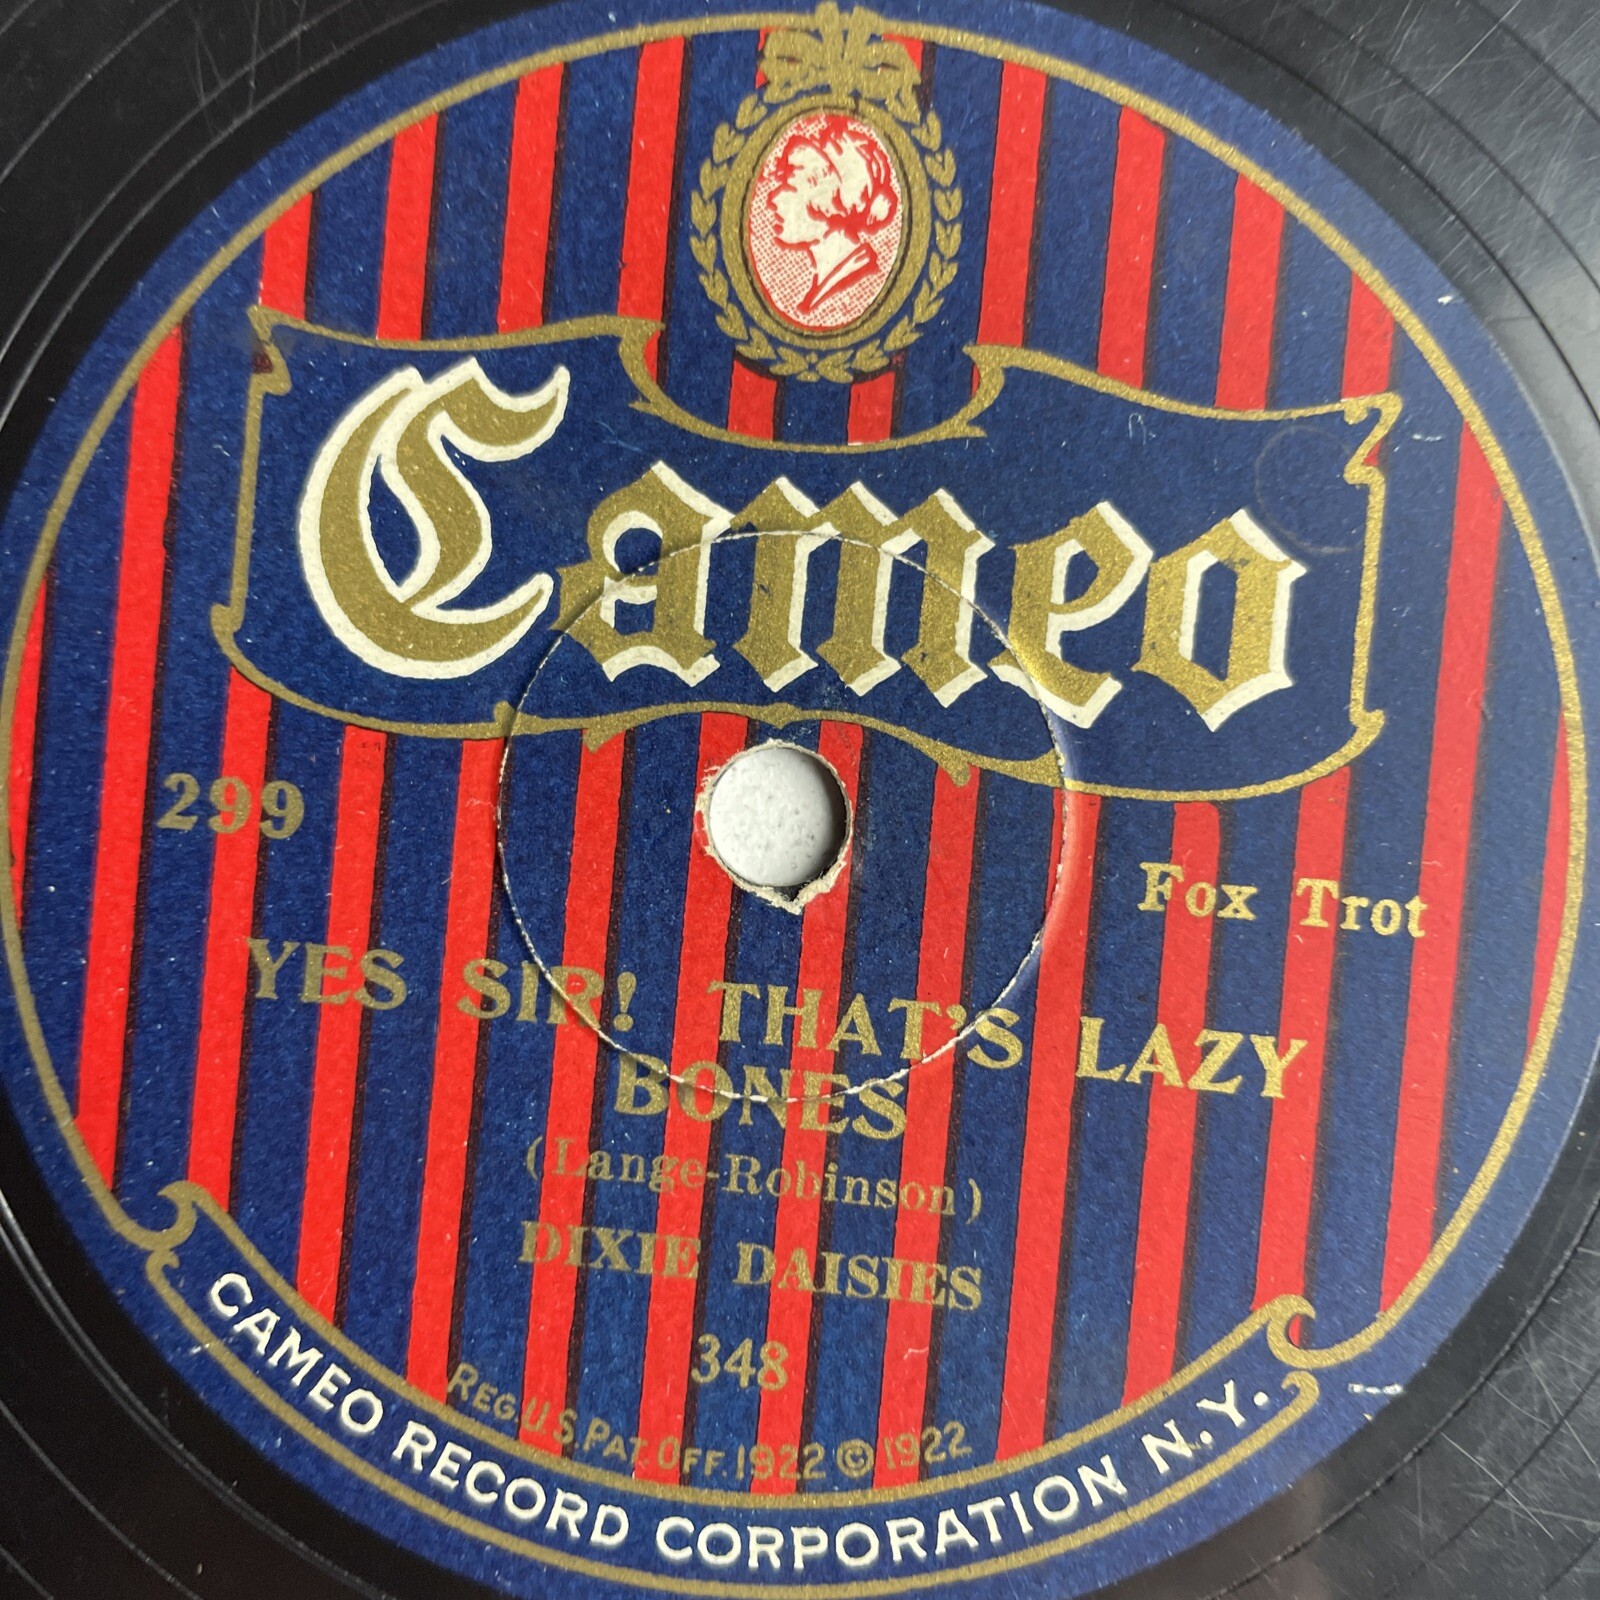 Cameo
299
Fox Trot
YES SIR! THAT'S LAZY
BONES
(Lange-Robinson)
DIXIE DAISIES
348
REG. U.S. PAT. OFF. 1922 © 1922
CAMEO RECORD CORPORATION N.Y.